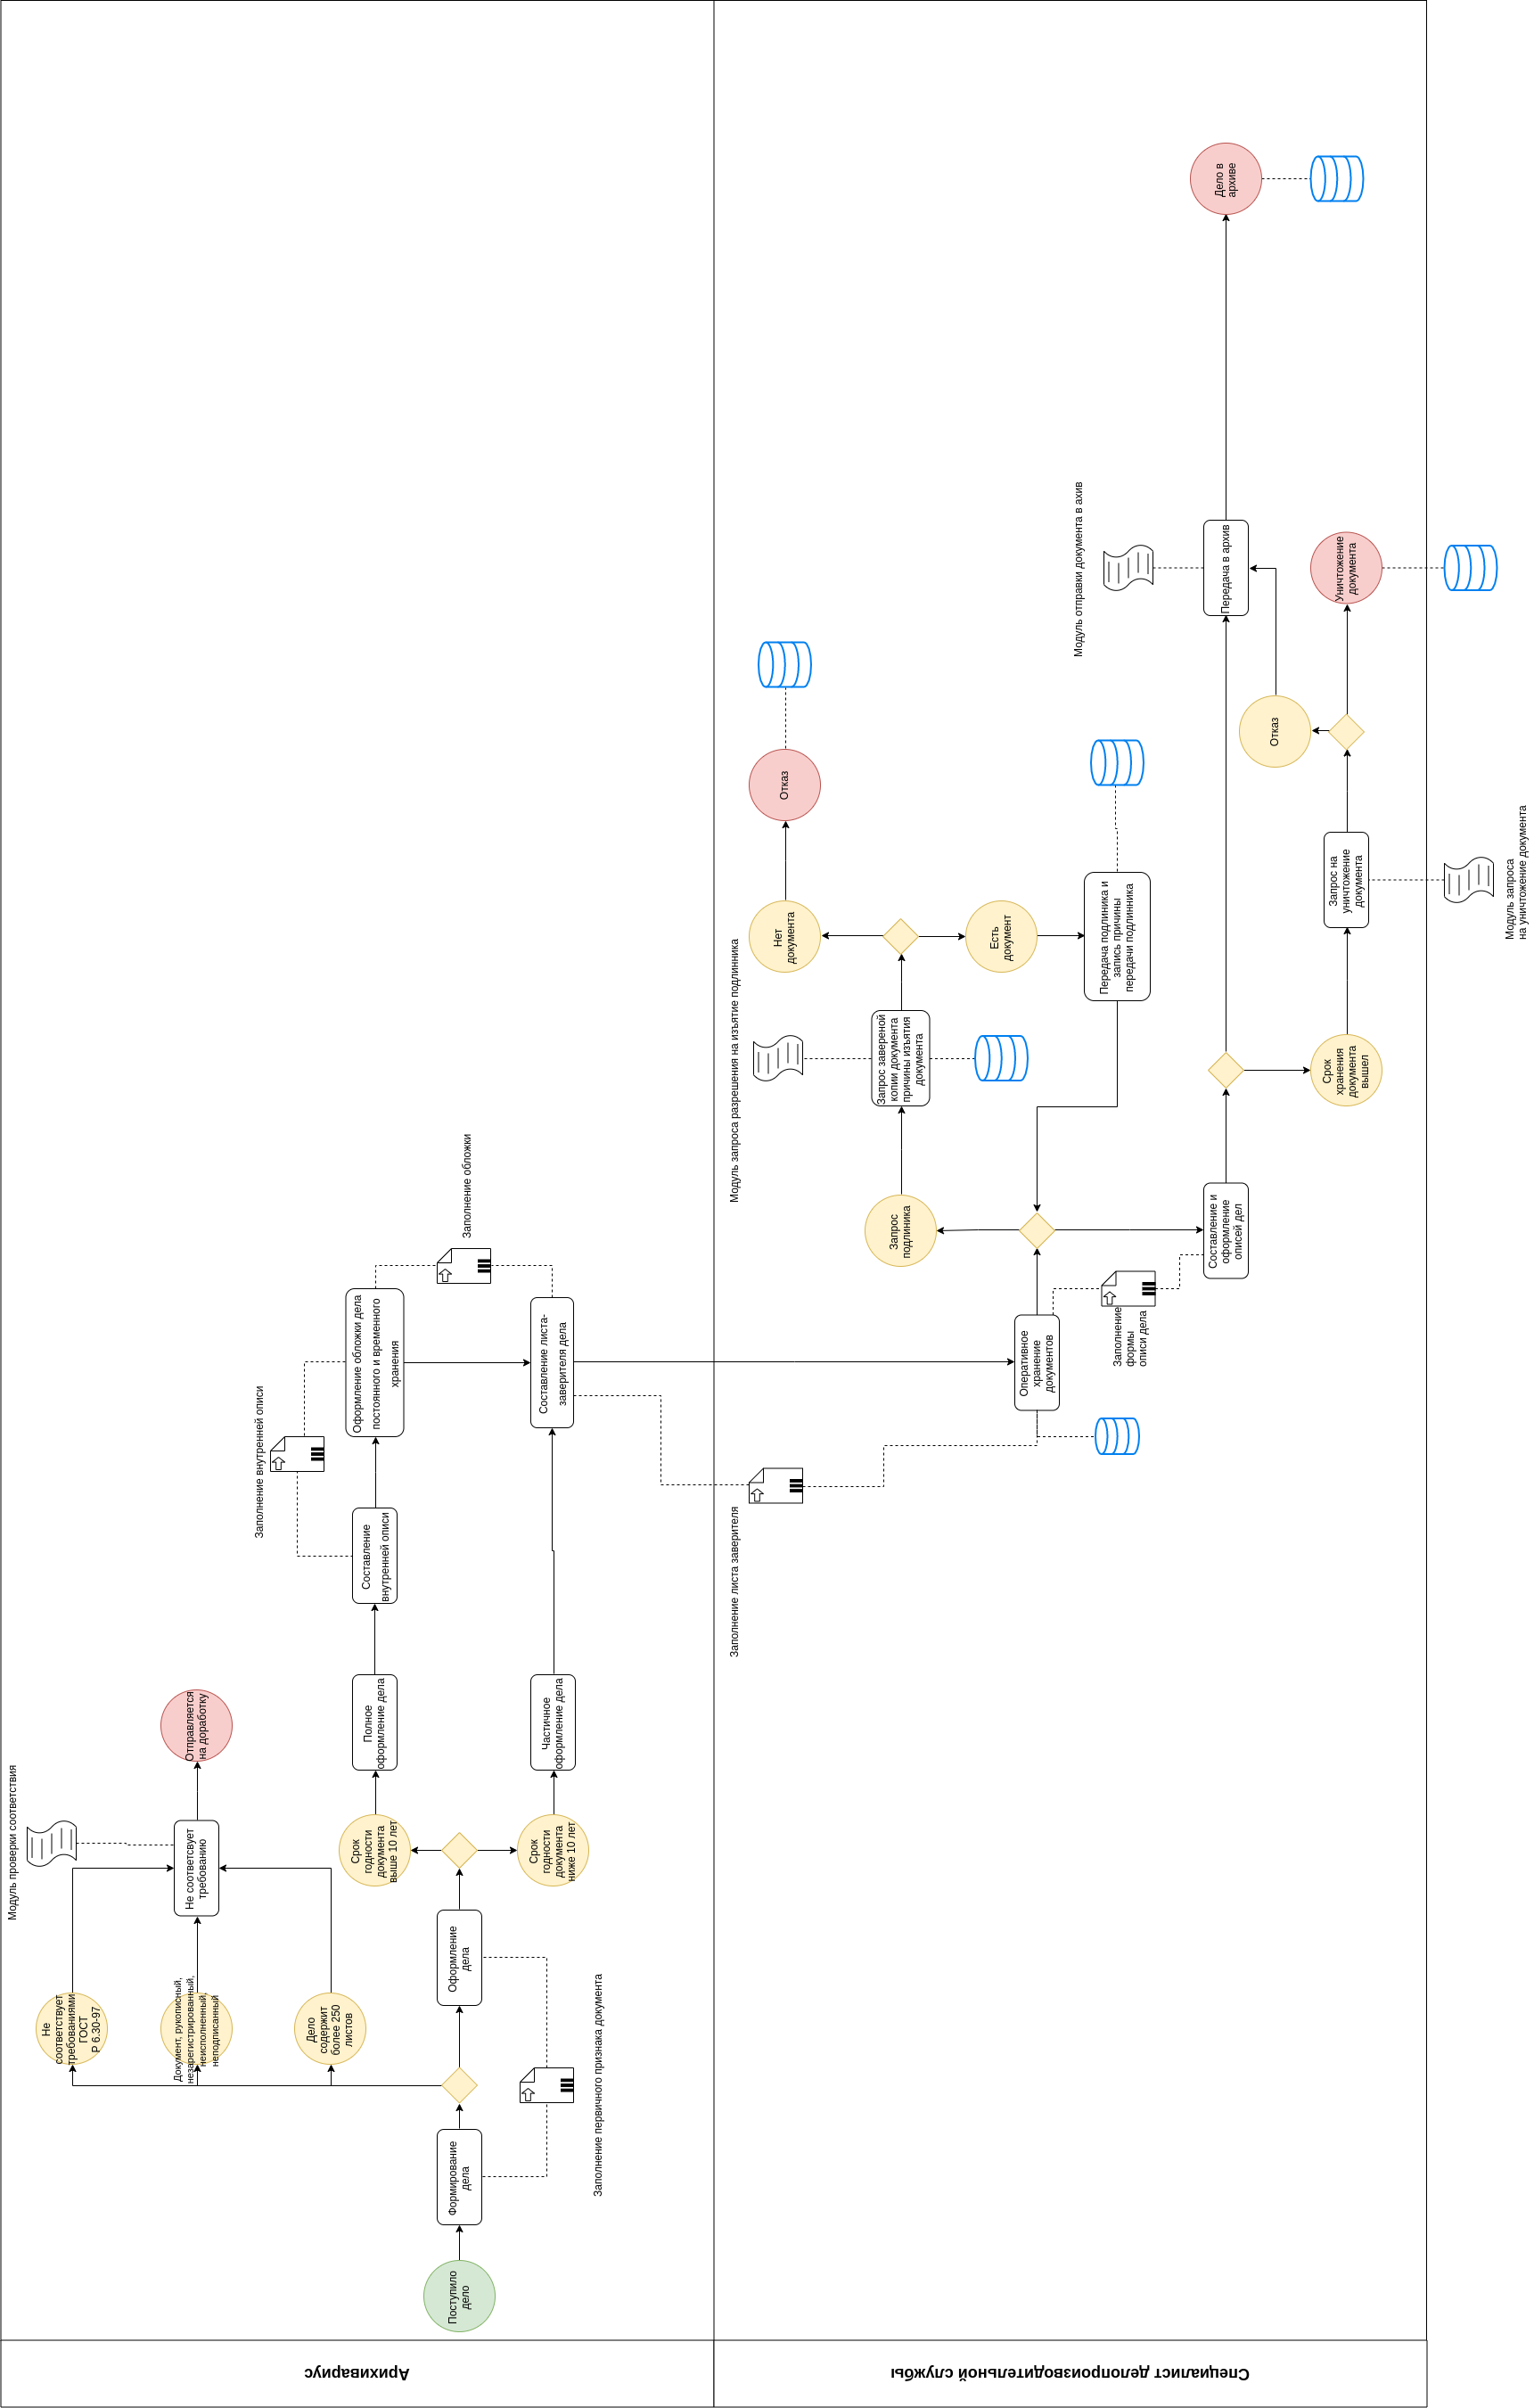 Арихивариус
Поступило
дело
Формирование
дела
Заполнение первичного признака документа
Не
соответствует
требованиями
ГОСТ
Р 6.30-97
Документ, рукописный,
незарегистрированный,
неисполненный,
неподписанный
Дело
содержит
более 250
листов
Не соответсвует
требованию
Модуль проверки соответствия
Отправляется
на доработку
Оформление
дела
Срок
годности
документа
выше 10 лет
Срок
годности
документа
ниже 10 лет
Полное
оформление дела
Частичное
оформление дела
Составление
внутренней описи
Заполнение внутренней описи
Оформление обложки дела
постоянного и временного
хранения
Заполнение обложки
Составление листа-
заверителя дела
Специалист делопроизводительной службы
Заполнение листа заверителя
Оперативное
хранение
документов
Заполнение
формы
описи дела
Запрос
подлиника
Составление и
оформление
описей дел
Модуль запроса разрешения на изъятие подлинника
Запрос завереной
копии документа
причины изъятия
документа
Нет
документа
Есть
документ
Отказ
Передача подлиника и
запись причины
передачи подлинника
Срок
хранения
документа
вышел
Запрос на
уничтожение
документа
Модуль запроса
на уничтожение документа
Отказ
Уничтожение
документа
Модуль отправки документа в ахив
Передача в архив
Дело в
архиве